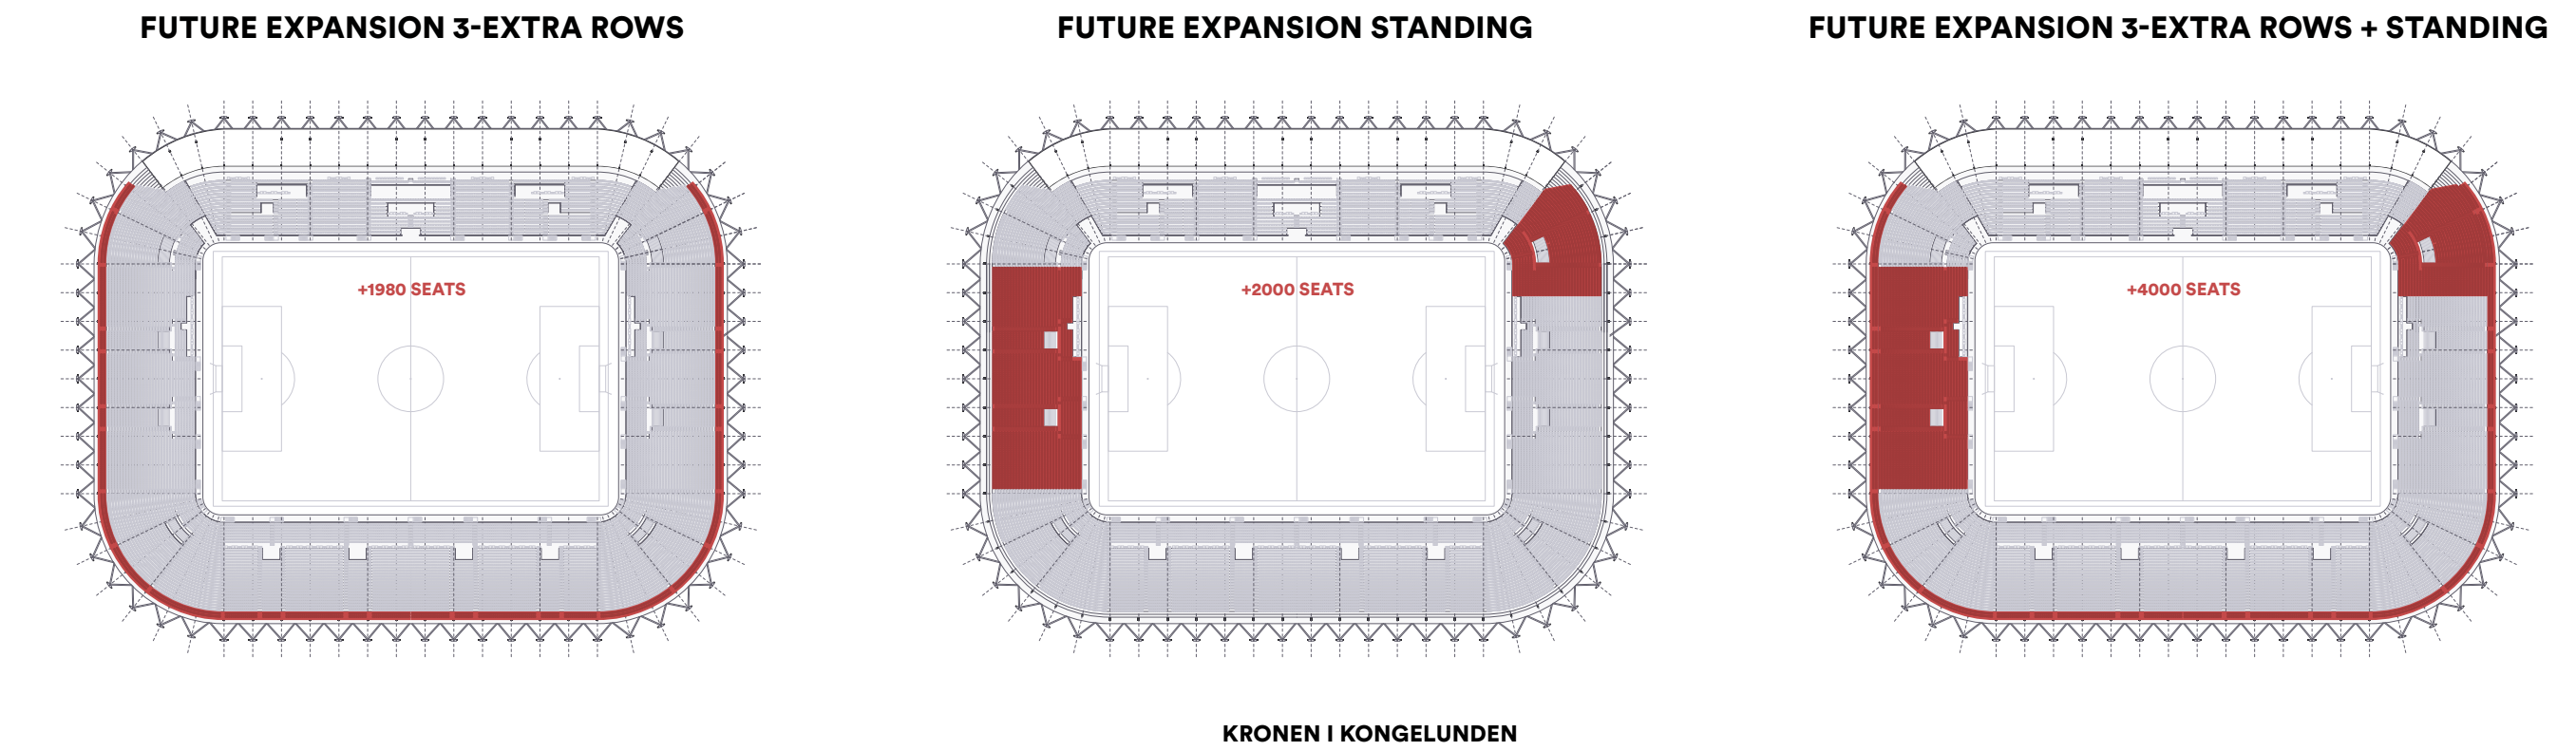 FUTURE EXPANSION 3-EXTRA ROWS
FUTURE EXPANSION STANDING
FUTURE EXPANSION 3-EXTRA ROWS + STANDING
+1980 SEATS
+2000 SEATS
+4000 SEATS
KRONEN I KONGELUNDEN